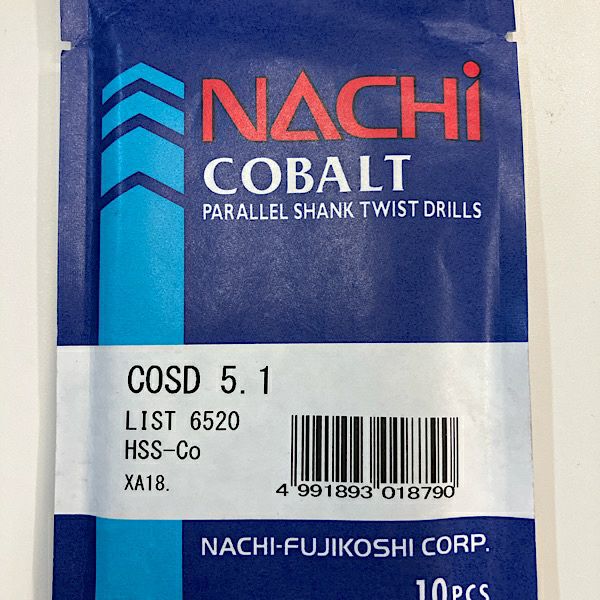 NACHi
COBALT
PARALLEL SHANK TWIST DRILLS
COSD 5.1
LIST 6520
HSS-Co
XA18.
4 991893 018790
NACHI-FUJIKOSHI CORP.
10PCS